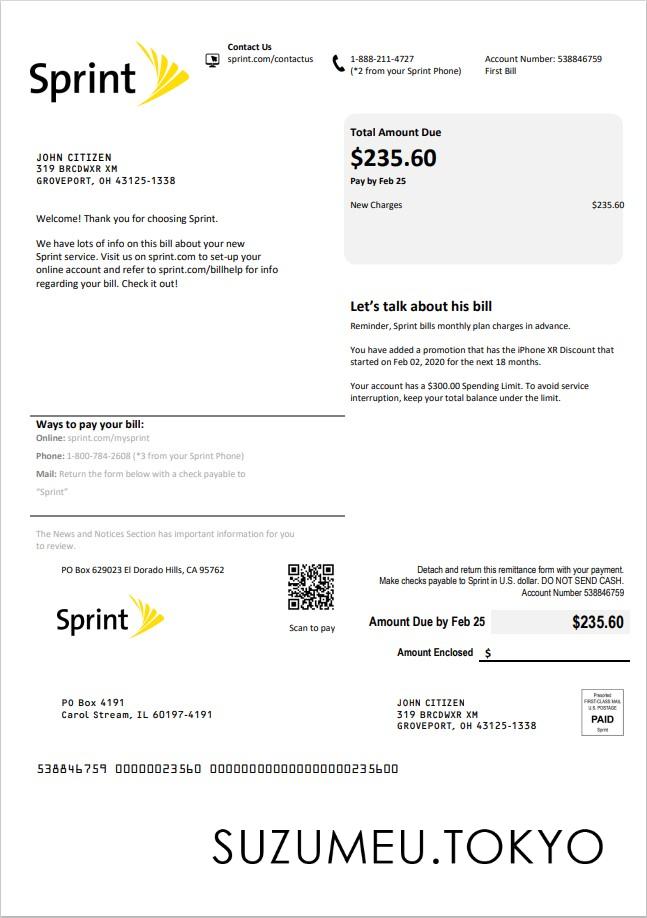 Sprint
Contact Us
sprint.com/contactus
1-888-211-4727
(*2 from your Sprint Phone)
Account Number: 538846759
First Bill
JOHN CITIZEN
319 BRCDWXR XM
GROVEPORT, OH 43125-1338
Total Amount Due
$235.60
Pay by Feb 25
New Charges $235.60
Welcome! Thank you for choosing Sprint.
We have lots of info on this bill about your new
Sprint service. Visit us on sprint.com to set-up your
online account and refer to sprint.com/billhelp for info
regarding your bill. Check it out!
Let's talk about his bill
Reminder, Sprint bills monthly plan charges in advance.
You have added a promotion that has the iPhone XR Discount that
started on Feb 02, 2020 for the next 18 months.
Your account has a $300.00 Spending Limit. To avoid service
interruption, keep your total balance under the limit.
Ways to pay your bill:
Online: sprint.com/mysprint
Phone: 1-800-784-2608 (*3 from your Sprint Phone)
Mail: Return the form below with a check payable to
"Sprint"
The News and Notices Section has important information for you
to review.
PO Box 629023 El Dorado Hills, CA 95762
Sprint
Scan to pay
Detach and return this remittance form with your payment.
Make checks payable to Sprint in U.S. dollar. DO NOT SEND CASH.
Account Number 538846759
Amount Due by Feb 25 $235.60
Amount Enclosed $
PO Box 4191
Carol Stream, IL 60197-4191
JOHN CITIZEN
319 BRCDWXR XM
GROVEPORT, OH 43125-1338
Presorted
FIRST-CLASS MAIL
U.S. POSTAGE
PAID
Sprint
538846759 00000023560 00000000000000000000235600
SUZUMEU.TOKYO